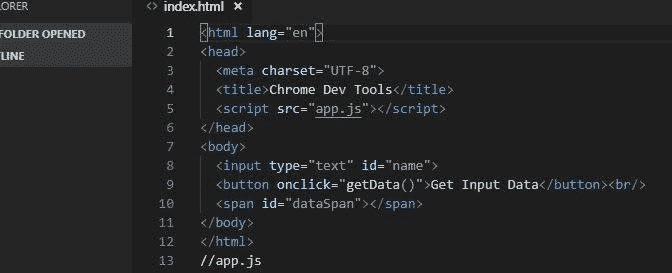 LORER
index.html
FOLDER OPENED
TLINE
1 <html lang="en">
2 <head>
3 <meta charset="UTF-8">
4 <title>Chrome Dev Tools</title>
5 <script src="app.js"></script>
6 </head>
7 <body>
8 <input type="text" id="name">
9 <button onclick="getData()">Get Input Data</button><br/>
10 <span id="dataSpan"></span>
11 </body>
12 </html>
13 //app.js